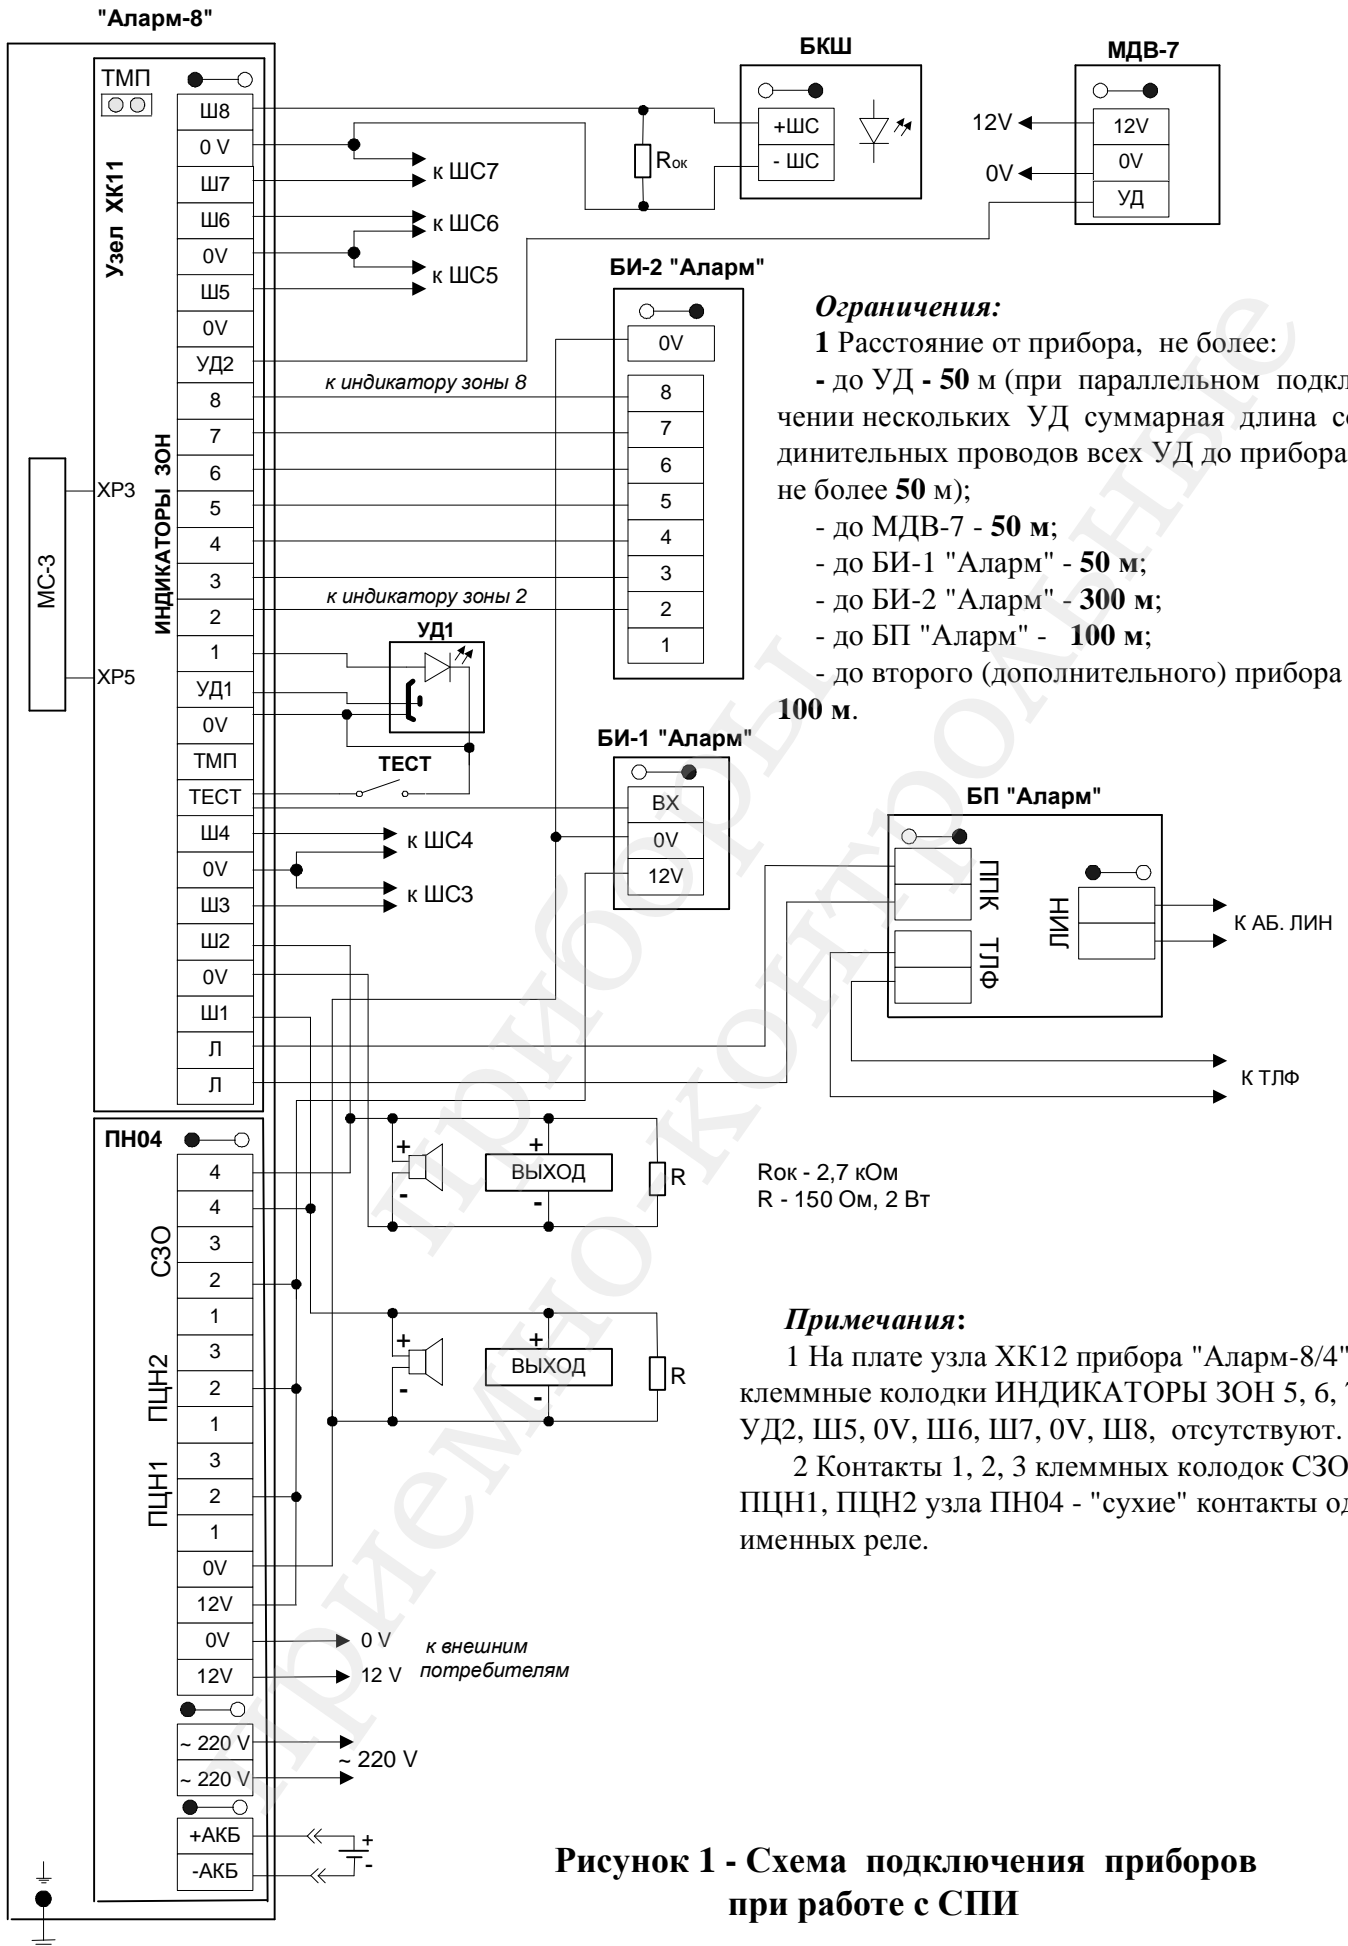 "Аларм-8"
ТМП
Узел ХК11
ИНДИКАТОРЫ ЗОН
МС-3
ХР3
ХР5
Ш8
0 V
Ш7
Ш6
0V
Ш5
0V
УД2
8
7
6
5
4
3
2
1
УД1
0V
ТМП
ТЕСТ
Ш4
0V
Ш3
Ш2
0V
Ш1
Л
Л
к ШС7
к ШС6
к ШС5
Rок
БКШ
+ШС
- ШС
МДВ-7
12V
0V
12V
0V
УД
БИ-2 "Аларм"
0V
8
7
6
5
4
3
2
1
к индикатору зоны 8
к индикатору зоны 2
УД1
ТЕСТ
к ШС4
к ШС3
БИ-1 "Аларм"
ВХ
0V
12V
Ограничения:
1 Расстояние от прибора, не более:
- до УД - 50 м (при параллельном подкл
чении нескольких УД суммарная длина со
динительных проводов всех УД до прибора
не более 50 м);
- до МДВ-7 - 50 м;
- до БИ-1 "Аларм" - 50 м;
- до БИ-2 "Аларм" - 300 м;
- до БП "Аларм" - 100 м;
- до второго (дополнительного) прибора
100 м.
БП "Аларм"
ППК
ТЛФ
ЛИН
К АБ. ЛИН
К ТЛФ
ПН04
СЗО
ПЦН2
ПЦН1
4
4
3
2
1
3
2
1
3
2
1
0V
12V
0V
12V
~ 220 V
~ 220 V
+АКБ
-АКБ
+
-
+
ВЫХОД
-
R
+
-
+
ВЫХОД
-
R
0 V
12 V
к внешним
потребителям
~ 220 V
+
-
Rок - 2,7 кОм
R - 150 Ом, 2 Вт
Примечания:
1 На плате узла ХК12 прибора "Аларм-8/4"
клеммные колодки ИНДИКАТОРЫ ЗОН 5, 6, 7
УД2, Ш5, 0V, Ш6, Ш7, 0V, Ш8, отсутствуют.
2 Контакты 1, 2, 3 клеммных колодок СЗО
ПЦН1, ПЦН2 узла ПН04 - "сухие" контакты од
именных реле.
приборы
приемно-контрольные
Рисунок 1 - Схема подключения приборов
при работе с СПИ